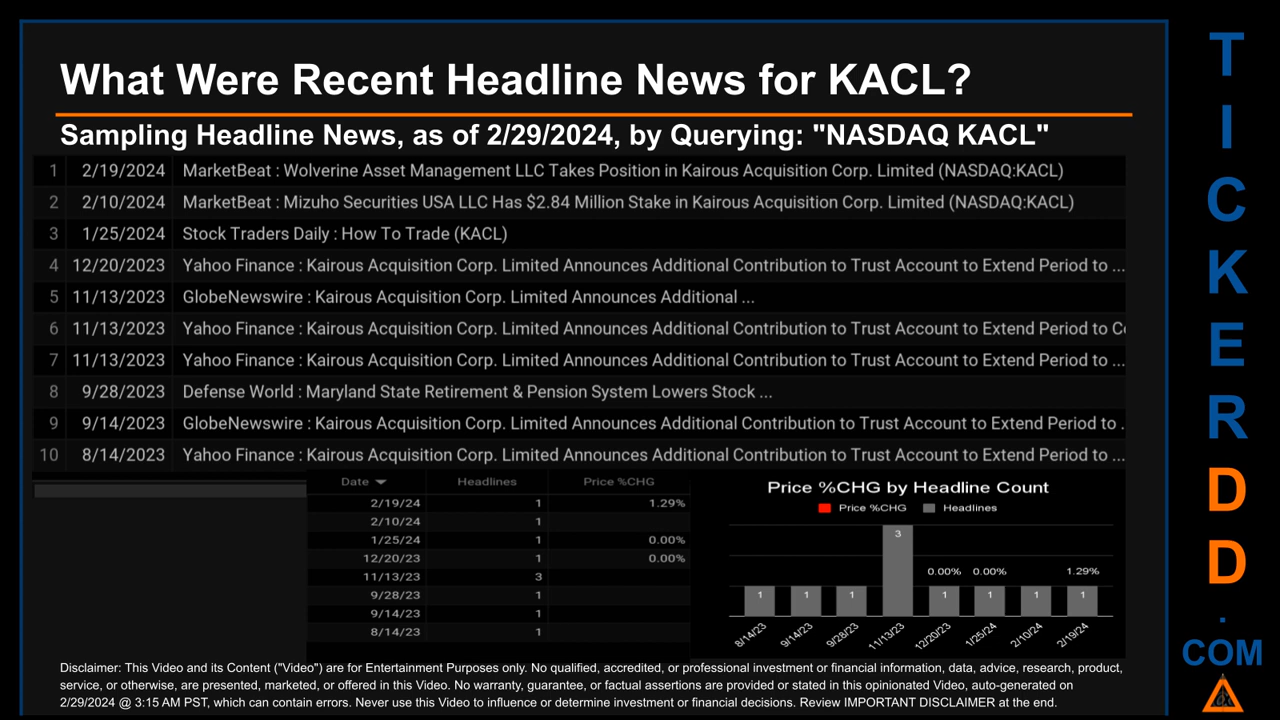 What Were Recent Headline News for KACL?
Sampling Headline News, as of 2/29/2024, by Querying: "NASDAQ KACL"
1 2/19/2024 MarketBeat : Wolverine Asset Management LLC Takes Position in Kairous Acquisition Corp. Limited (NASDAQ:KACL)
2 2/10/2024 MarketBeat : Mizuho Securities USA LLC Has $2.84 Million Stake in Kairous Acquisition Corp. Limited (NASDAQ:KACL)
3 1/25/2024 Stock Traders Daily : How To Trade (KACL)
4 12/20/2023 Yahoo Finance : Kairous Acquisition Corp. Limited Announces Additional Contribution to Trust Account to Extend Period to ...
5 11/13/2023 GlobeNewswire : Kairous Acquisition Corp. Limited Announces Additional ...
6 11/13/2023 Yahoo Finance : Kairous Acquisition Corp. Limited Announces Additional Contribution to Trust Account to Extend Period to Co
7 11/13/2023 Yahoo Finance : Kairous Acquisition Corp. Limited Announces Additional Contribution to Trust Account to Extend Period to ...
8 9/28/2023 Defense World : Maryland State Retirement & Pension System Lowers Stock ...
9 9/14/2023 GlobeNewswire : Kairous Acquisition Corp. Limited Announces Additional Contribution to Trust Account to Extend Period to .
10 8/14/2023 Yahoo Finance : Kairous Acquisition Corp. Limited Announces Additional Contribution to Trust Account to Extend Period to ...
Date Headlines Price %CHG
2/19/24 1 1.29%
2/10/24 1
1/25/24 1 0.00%
12/20/23 1 0.00%
11/13/23 3
9/28/23 1
9/14/23 1
8/14/23 1
Price %CHG by Headline Count
Price %CHG Headlines
3
0.00% 0.00% 1.29%
1 1 1 1 1 1 1
8/14/23 9/14/23 9/28/23 11/13/23 12/20/23 1/25/24 2/10/24 2/19/24
Disclaimer: This Video and its Content ("Video") are for Entertainment Purposes only. No qualified, accredited, or professional investment or financial information, data, advice, research, product,
service, or otherwise, are presented, marketed, or offered in this Video. No warranty, guarantee, or factual assertions are provided or stated in this opinionated Video, auto-generated on
2/29/2024 @ 3:15 AM PST, which can contain errors. Never use this Video to influence or determine investment or financial decisions. Review IMPORTANT DISCLAIMER at the end.
T
I
C
K
E
R
D
D
.
COM